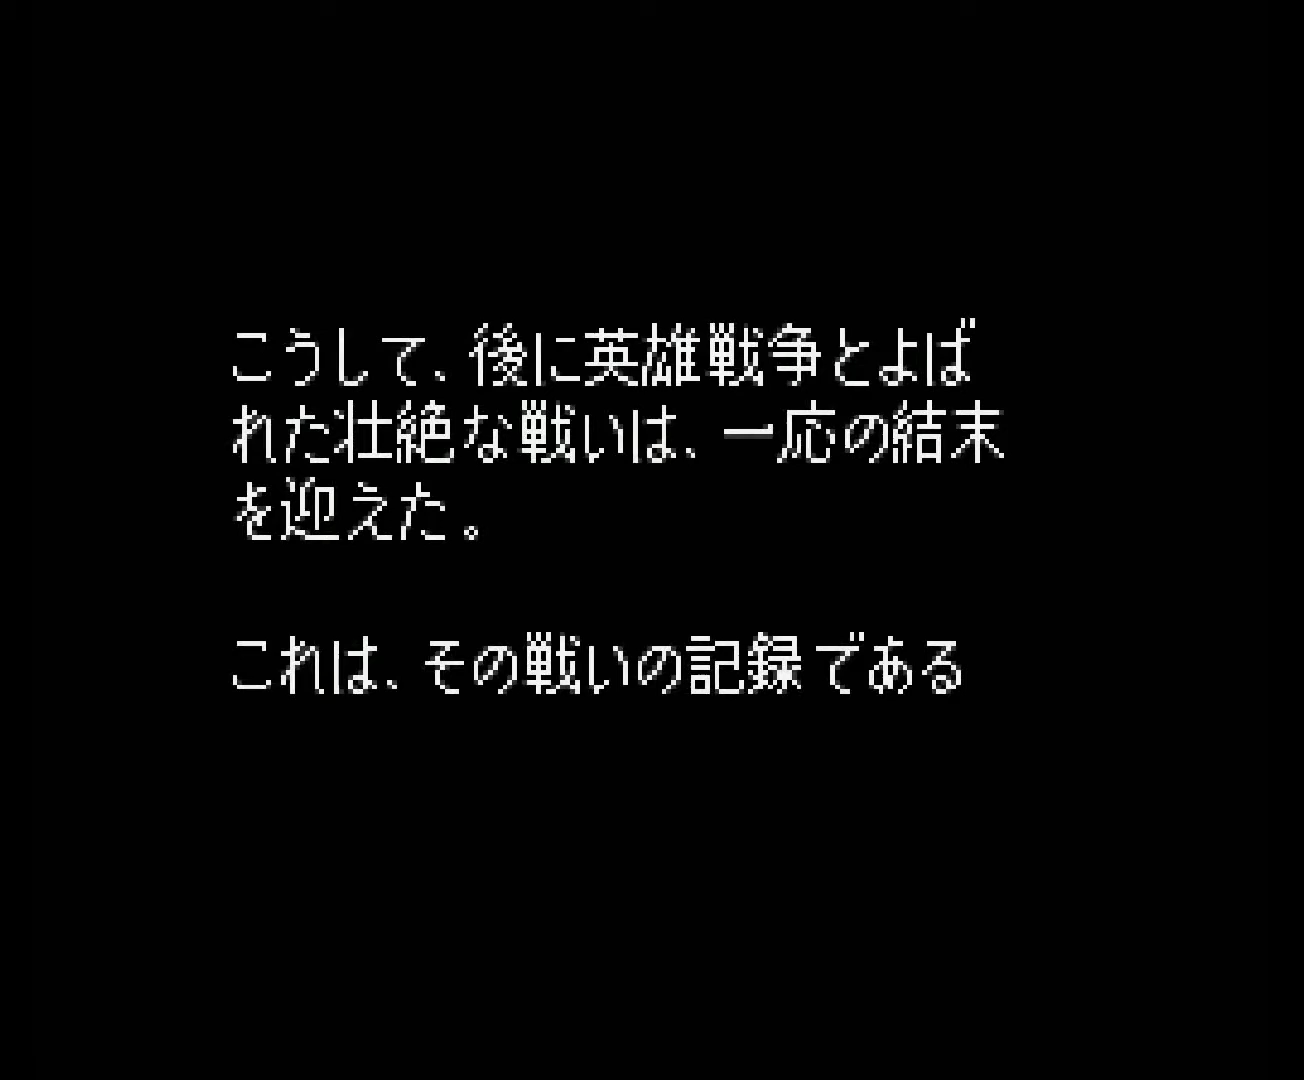 こうして、後に英雄戦争とよば
れた壮絶な戦いは、一応の結末
を迎えた。
これは、その戦いの記録である